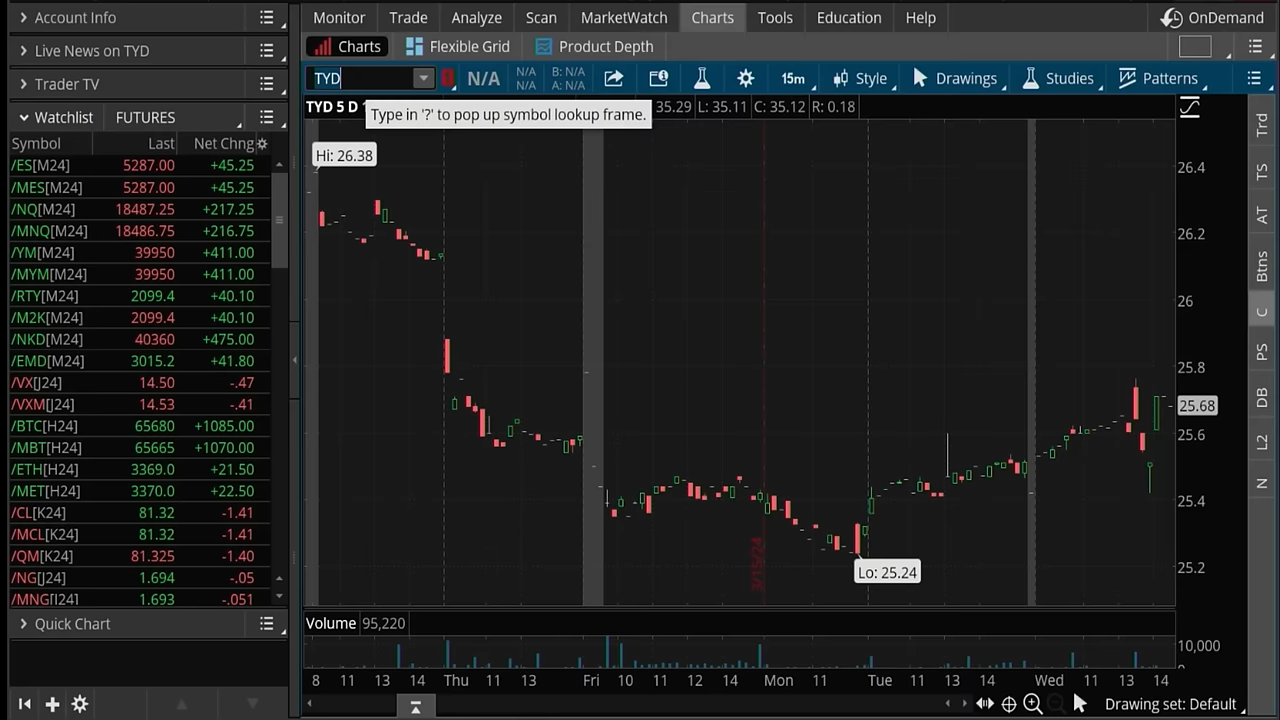 Account Info
Live News on TYD
Trader TV
Watchlist FUTURES
Symbol Last Net Chng
/ES[M24] 5287.00 +45.25
/MES[M24] 5287.00 +45.25
/NQ[M24] 18487.25 +217.25
/MNQ[M24] 18486.75 +216.75
/YM[M24] 39950 +411.00
/MYM[M24] 39950 +411.00
/RTY[M24] 2099.4 +40.10
/M2K[M24] 2099.4 +40.10
/NKD[M24] 40360 +475.00
/EMD[M24] 3015.2 +41.80
/VX[J24] 14.50 -.47
/VXM[J24] 14.53 -.41
/BTC[H24] 65680 +1085.00
/MBT[H24] 65665 +1070.00
/ETH[H24] 3369.0 +21.50
/MET[H24] 3370.0 +22.50
/CL[K24] 81.32 -1.41
/MCL[K24] 81.32 -1.41
/QM[K24] 81.325 -1.40
/NG[J24] 1.694 -.05
/MNG[J24] 1.693 -.051
Quick Chart
Monitor Trade Analyze Scan MarketWatch Charts Tools Education Help OnDemand
Charts Flexible Grid Product Depth
TYD N/A N/A N/A B: N/A A: N/A 15m Style Drawings Studies Patterns
TYD 5 D 35.29 L: 35.11 C: 35.12 R: 0.18
Type in '?' to pop up symbol lookup frame.
Hi: 26.38
26.4
26.2
26
25.8
25.68
25.6
25.4
25.2
Lo: 25.24
3/15/24
Volume 95,220
10,000
8 11 13 14 Thu 11 13 Fri 10 12 14 Mon 11 Tue 11 13 14 Wed 11 13 14
Drawing set: Default
Trd
TS
AT
Btns
C
PS
DB
L2
N